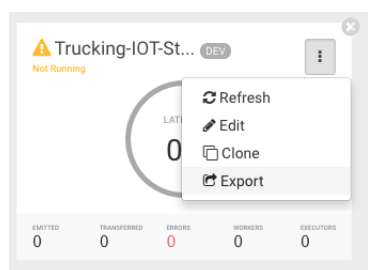 Trucking-IOT-St... DEV
Not Running
Refresh
Edit
Clone
Export
LAT
0
EMITTED TRANSFERRED ERRORS WORKERS EXECUTORS
0 0 0 0 0